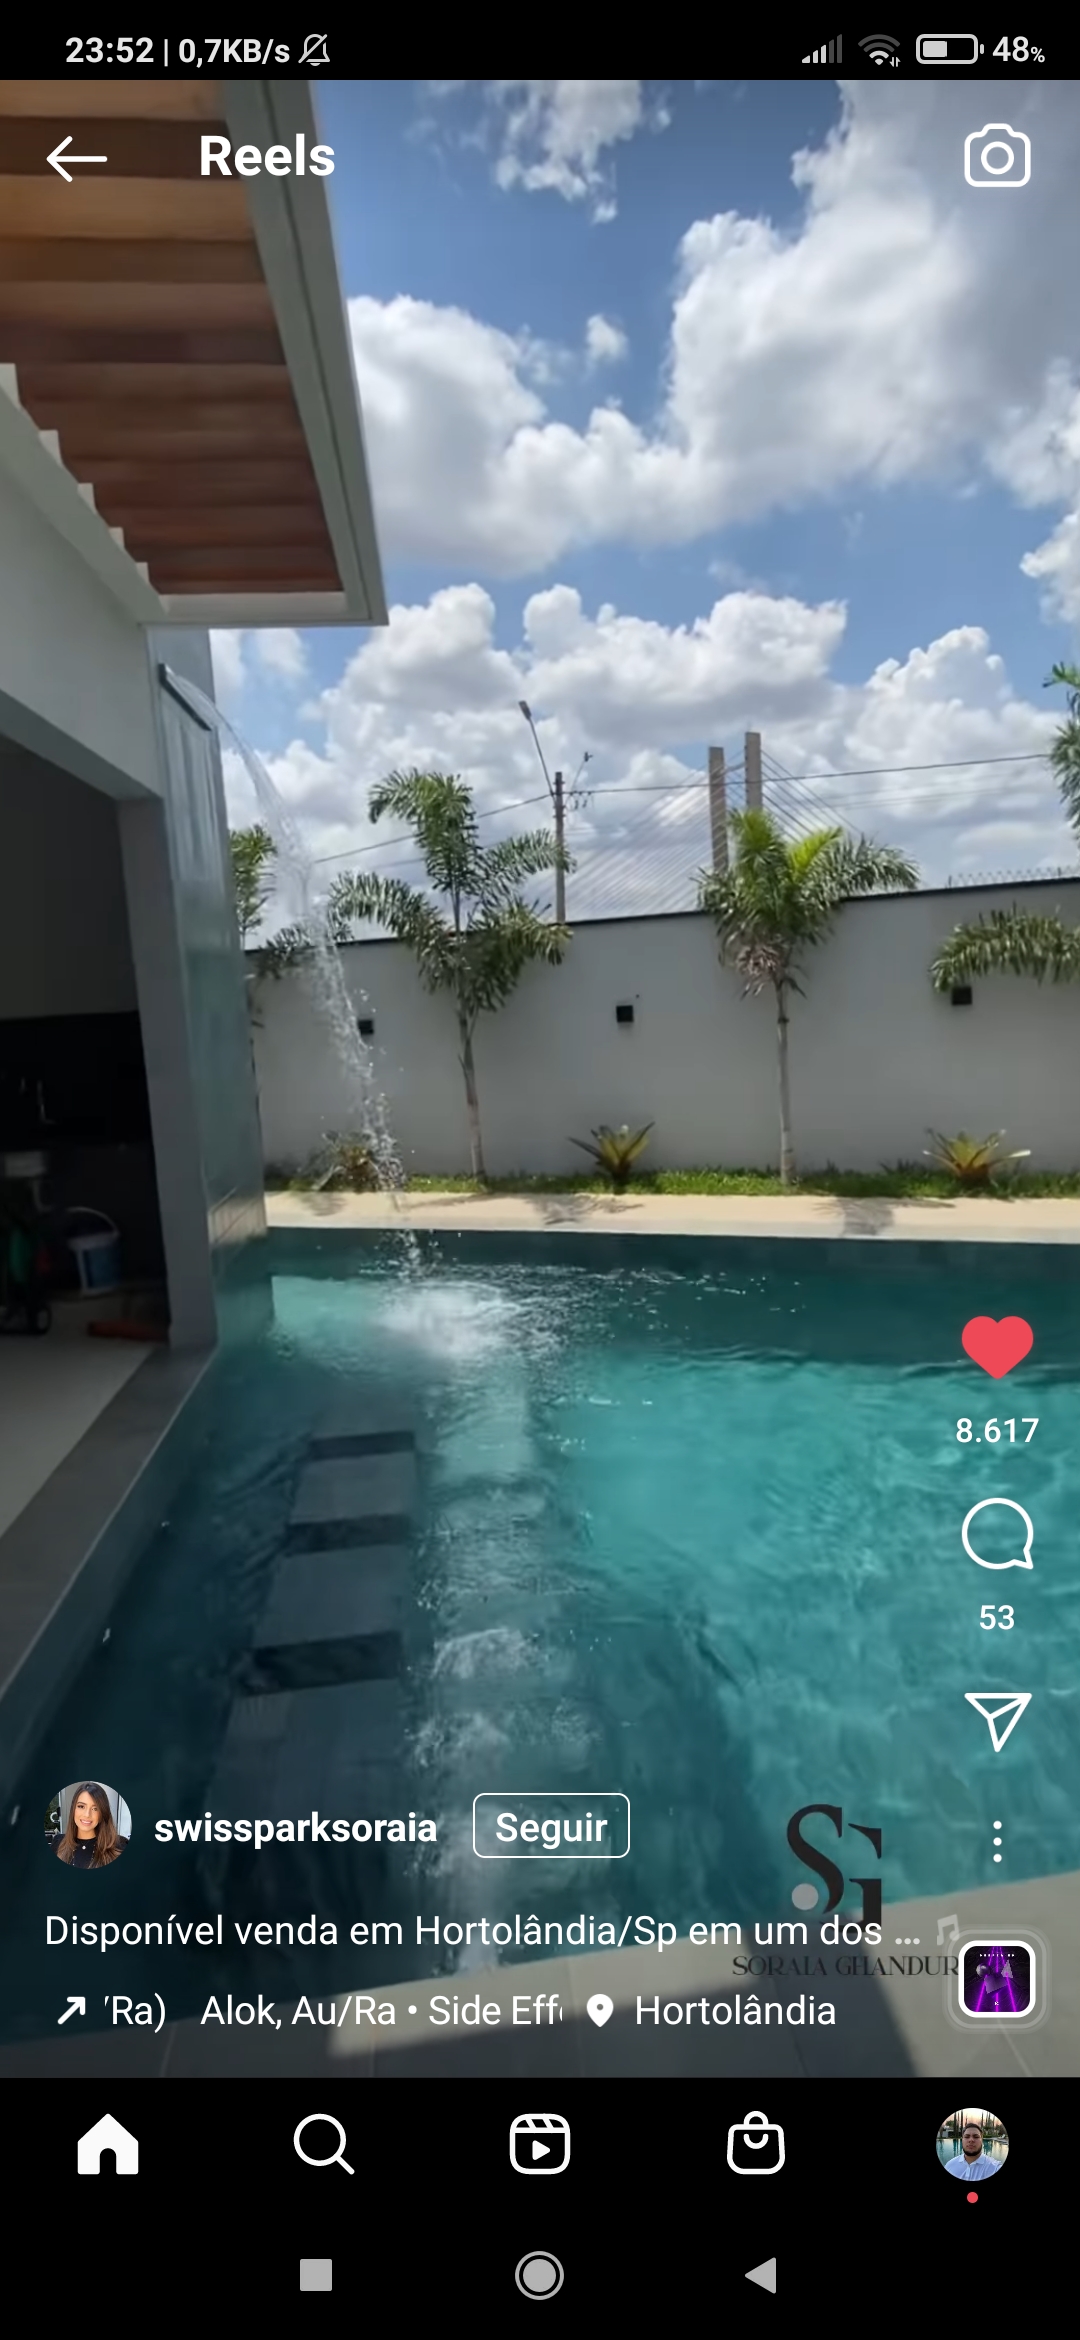 23:52 | 0,7KB/s
48%
Reels
8.617
53
swissparksoraia
Seguir
SG
Disponível venda em Hortolândia/Sp em um dos ...
SORAIA GHANDUR
'Ra) Alok, Au/Ra • Side Eff
Hortolândia